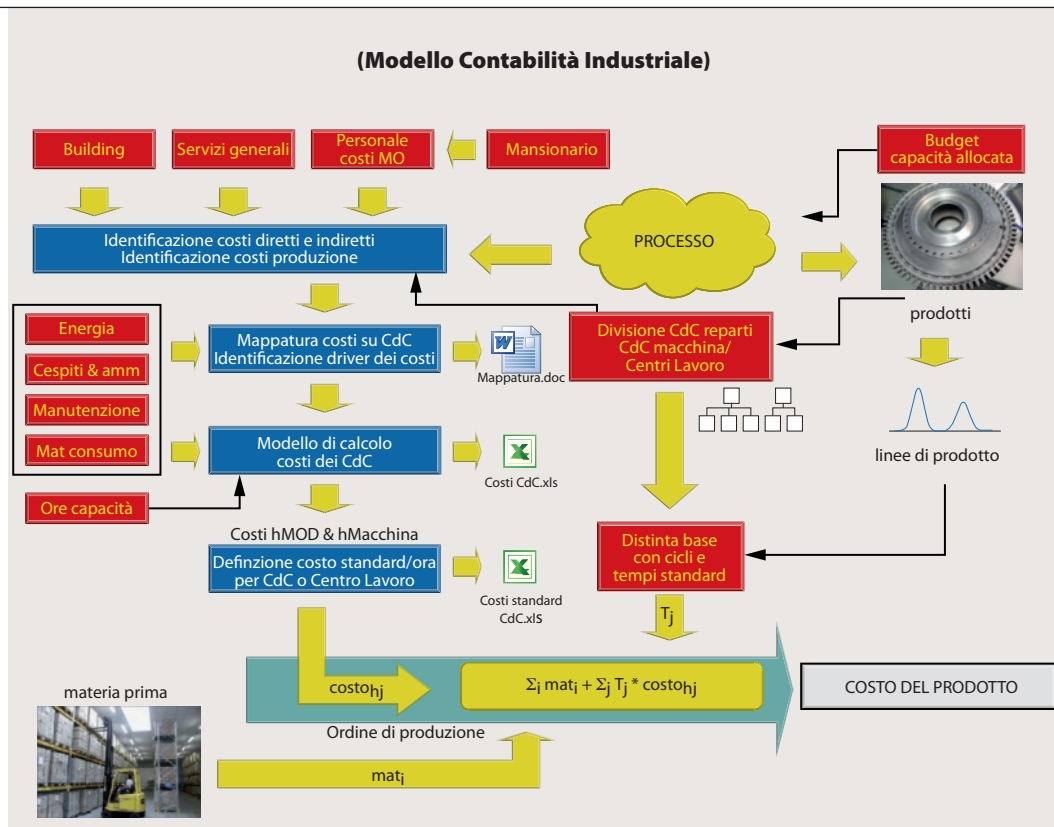 (Modello Contabilità Industriale)
Building
Servizi generali
Personale
costi MO
Mansionario
Budget
capacità allocata
Identificazione costi diretti e indiretti
Identificazione costi produzione
PROCESSO
prodotti
Energia
Cespiti & amm
Manutenzione
Mat consumo
Mappatura costi su CdC
Identificazione driver dei costi
Mappatura.doc
Divisione CdC reparti
CdC macchina/
Centri Lavoro
Modello di calcolo
costi dei CdC
Costi CdC.xls
linee di prodotto
Ore capacità
Costi hMOD & hMacchina
Definzione costo standard/ora
per CdC o Centro Lavoro
Costi standard
CdC.xls
Distinta base
con cicli e
tempi standard
Tj
materia prima
costohj
Σi mati + Σj Tj * costohj
COSTO DEL PRODOTTO
Ordine di produzione
mati